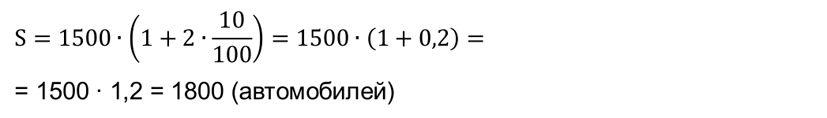 S = 1500 · (1 + 2 · 10/100) = 1500 · (1 + 0,2) =
= 1500 · 1,2 = 1800 (автомобилей)